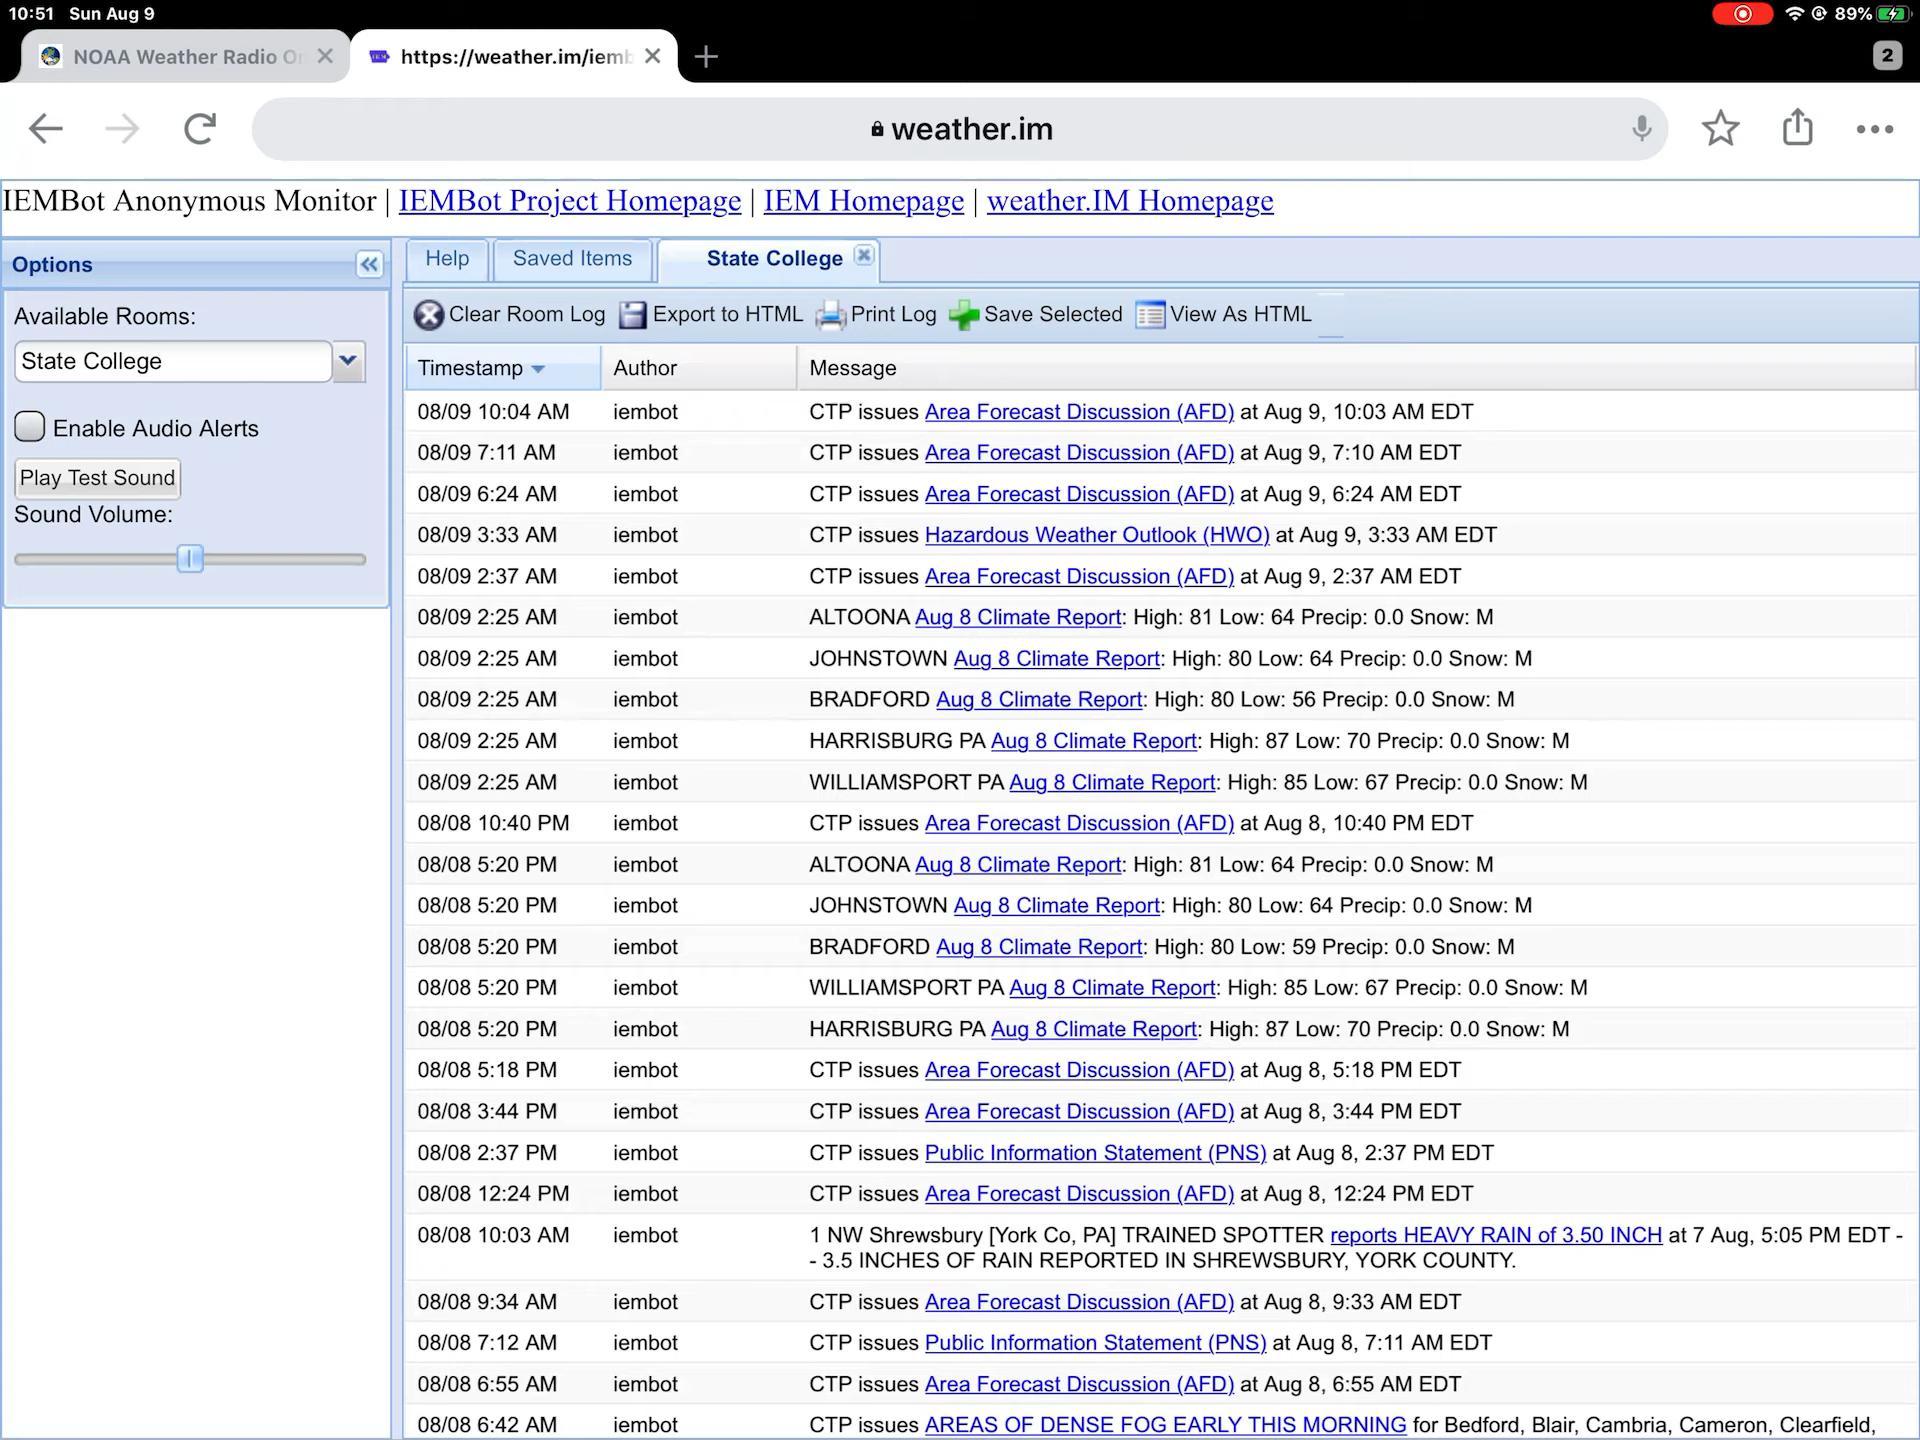 10:51 Sun Aug 9 89%
NOAA Weather Radio https://weather.im/iemb 2
weather.im
IEMBot Anonymous Monitor | IEMBot Project Homepage | IEM Homepage | weather.IM Homepage
Options
Available Rooms:
State College
Enable Audio Alerts
Play Test Sound
Sound Volume:
Help Saved Items State College
Clear Room Log Export to HTML Print Log Save Selected View As HTML
Timestamp Author Message
08/09 10:04 AM iembot CTP issues Area Forecast Discussion (AFD) at Aug 9, 10:03 AM EDT
08/09 7:11 AM iembot CTP issues Area Forecast Discussion (AFD) at Aug 9, 7:10 AM EDT
08/09 6:24 AM iembot CTP issues Area Forecast Discussion (AFD) at Aug 9, 6:24 AM EDT
08/09 3:33 AM iembot CTP issues Hazardous Weather Outlook (HWO) at Aug 9, 3:33 AM EDT
08/09 2:37 AM iembot CTP issues Area Forecast Discussion (AFD) at Aug 9, 2:37 AM EDT
08/09 2:25 AM iembot ALTOONA Aug 8 Climate Report: High: 81 Low: 64 Precip: 0.0 Snow: M
08/09 2:25 AM iembot JOHNSTOWN Aug 8 Climate Report: High: 80 Low: 64 Precip: 0.0 Snow: M
08/09 2:25 AM iembot BRADFORD Aug 8 Climate Report: High: 80 Low: 56 Precip: 0.0 Snow: M
08/09 2:25 AM iembot HARRISBURG PA Aug 8 Climate Report: High: 87 Low: 70 Precip: 0.0 Snow: M
08/09 2:25 AM iembot WILLIAMSPORT PA Aug 8 Climate Report: High: 85 Low: 67 Precip: 0.0 Snow: M
08/08 10:40 PM iembot CTP issues Area Forecast Discussion (AFD) at Aug 8, 10:40 PM EDT
08/08 5:20 PM iembot ALTOONA Aug 8 Climate Report: High: 81 Low: 64 Precip: 0.0 Snow: M
08/08 5:20 PM iembot JOHNSTOWN Aug 8 Climate Report: High: 80 Low: 64 Precip: 0.0 Snow: M
08/08 5:20 PM iembot BRADFORD Aug 8 Climate Report: High: 80 Low: 59 Precip: 0.0 Snow: M
08/08 5:20 PM iembot WILLIAMSPORT PA Aug 8 Climate Report: High: 85 Low: 67 Precip: 0.0 Snow: M
08/08 5:20 PM iembot HARRISBURG PA Aug 8 Climate Report: High: 87 Low: 70 Precip: 0.0 Snow: M
08/08 5:18 PM iembot CTP issues Area Forecast Discussion (AFD) at Aug 8, 5:18 PM EDT
08/08 3:44 PM iembot CTP issues Area Forecast Discussion (AFD) at Aug 8, 3:44 PM EDT
08/08 2:37 PM iembot CTP issues Public Information Statement (PNS) at Aug 8, 2:37 PM EDT
08/08 12:24 PM iembot CTP issues Area Forecast Discussion (AFD) at Aug 8, 12:24 PM EDT
08/08 10:03 AM iembot 1 NW Shrewsbury [York Co, PA] TRAINED SPOTTER reports HEAVY RAIN of 3.50 INCH at 7 Aug, 5:05 PM EDT -
- 3.5 INCHES OF RAIN REPORTED IN SHREWSBURY, YORK COUNTY.
08/08 9:34 AM iembot CTP issues Area Forecast Discussion (AFD) at Aug 8, 9:33 AM EDT
08/08 7:12 AM iembot CTP issues Public Information Statement (PNS) at Aug 8, 7:11 AM EDT
08/08 6:55 AM iembot CTP issues Area Forecast Discussion (AFD) at Aug 8, 6:55 AM EDT
08/08 6:42 AM iembot CTP issues AREAS OF DENSE FOG EARLY THIS MORNING for Bedford, Blair, Cambria, Cameron, Clearfield,